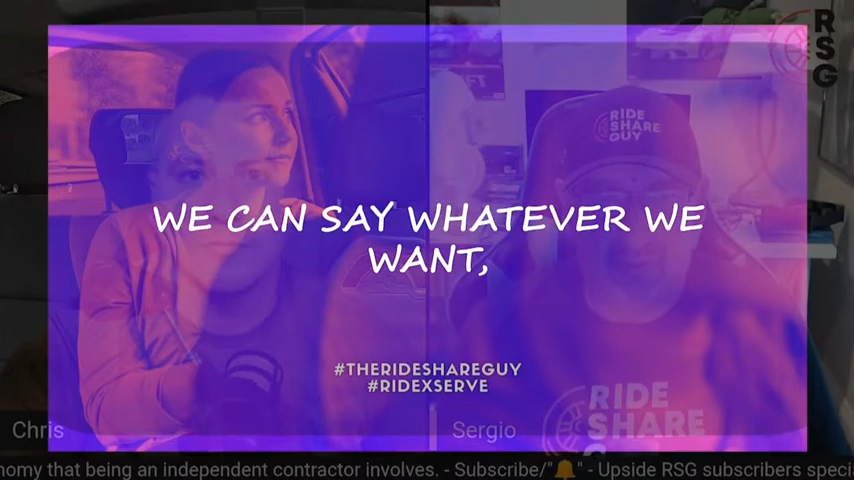 RSG
RIDE
SHARE
GUY
WE CAN SAY WHATEVER WE
WANT,
#THERIDESHAREGUY
#RIDEXSERVE
RIDE
SHARE
Chris
Sergio
nomy that being an independent contractor involves. - Subscribe/"🔔" - Upside RSG subscribers speci